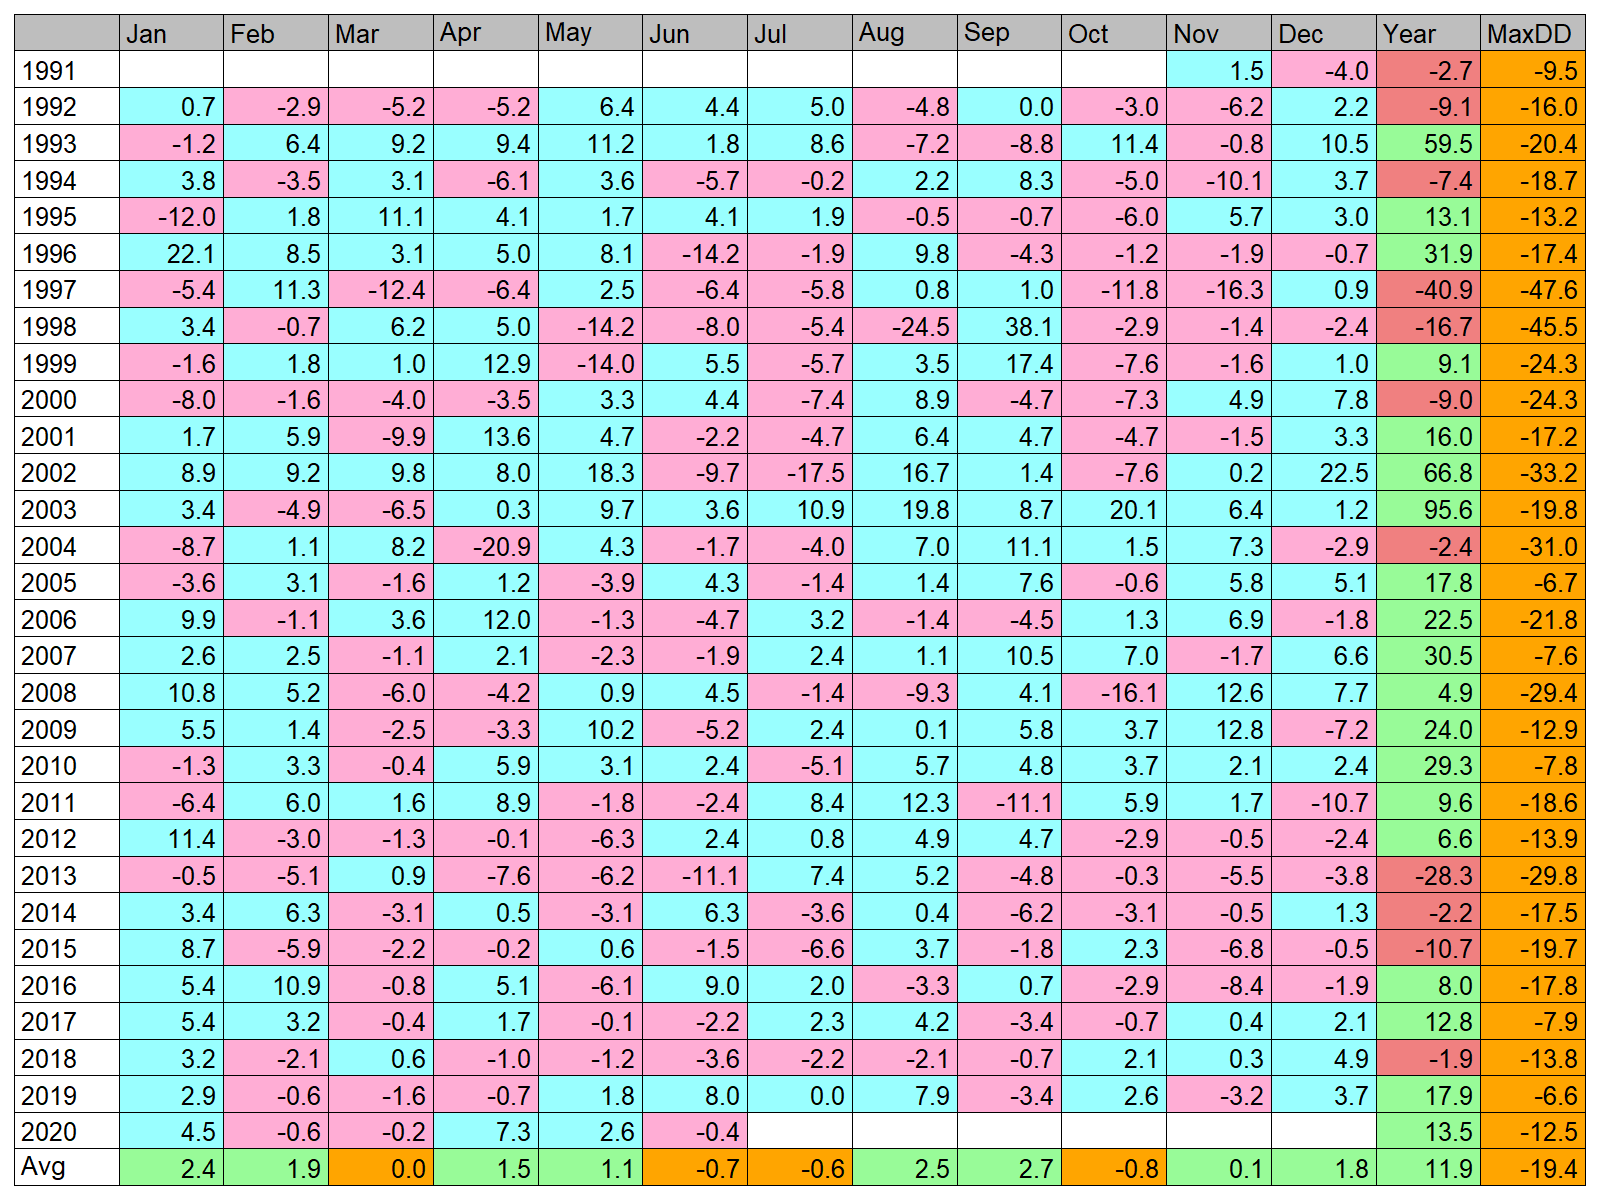 Jan Feb Mar Apr May Jun Jul Aug Sep Oct Nov Dec Year MaxDD
1991 1.5 -4.0 -2.7 -9.5
1992 0.7 -2.9 -5.2 -5.2 6.4 4.4 5.0 -4.8 0.0 -3.0 -6.2 2.2 -9.1 -16.0
1993 -1.2 6.4 9.2 9.4 11.2 1.8 8.6 -7.2 -8.8 11.4 -0.8 10.5 59.5 -20.4
1994 3.8 -3.5 3.1 -6.1 3.6 -5.7 -0.2 2.2 8.3 -5.0 -10.1 3.7 -7.4 -18.7
1995 -12.0 1.8 11.1 4.1 1.7 4.1 1.9 -0.5 -0.7 -6.0 5.7 3.0 13.1 -13.2
1996 22.1 8.5 3.1 5.0 8.1 -14.2 -1.9 9.8 -4.3 -1.2 -1.9 -0.7 31.9 -17.4
1997 -5.4 11.3 -12.4 -6.4 2.5 -6.4 -5.8 0.8 1.0 -11.8 -16.3 0.9 -40.9 -47.6
1998 3.4 -0.7 6.2 5.0 -14.2 -8.0 -5.4 -24.5 38.1 -2.9 -1.4 -2.4 -16.7 -45.5
1999 -1.6 1.8 1.0 12.9 -14.0 5.5 -5.7 3.5 17.4 -7.6 -1.6 1.0 9.1 -24.3
2000 -8.0 -1.6 -4.0 -3.5 3.3 4.4 -7.4 8.9 -4.7 -7.3 4.9 7.8 -9.0 -24.3
2001 1.7 5.9 -9.9 13.6 4.7 -2.2 -4.7 6.4 4.7 -4.7 -1.5 3.3 16.0 -17.2
2002 8.9 9.2 9.8 8.0 18.3 -9.7 -17.5 16.7 1.4 -7.6 0.2 22.5 66.8 -33.2
2003 3.4 -4.9 -6.5 0.3 9.7 3.6 10.9 19.8 8.7 20.1 6.4 1.2 95.6 -19.8
2004 -8.7 1.1 8.2 -20.9 4.3 -1.7 -4.0 7.0 11.1 1.5 7.3 -2.9 -2.4 -31.0
2005 -3.6 3.1 -1.6 1.2 -3.9 4.3 -1.4 1.4 7.6 -0.6 5.8 5.1 17.8 -6.7
2006 9.9 -1.1 3.6 12.0 -1.3 -4.7 3.2 -1.4 -4.5 1.3 6.9 -1.8 22.5 -21.8
2007 2.6 2.5 -1.1 2.1 -2.3 -1.9 2.4 1.1 10.5 7.0 -1.7 6.6 30.5 -7.6
2008 10.8 5.2 -6.0 -4.2 0.9 4.5 -1.4 -9.3 4.1 -16.1 12.6 7.7 4.9 -29.4
2009 5.5 1.4 -2.5 -3.3 10.2 -5.2 2.4 0.1 5.8 3.7 12.8 -7.2 24.0 -12.9
2010 -1.3 3.3 -0.4 5.9 3.1 2.4 -5.1 5.7 4.8 3.7 2.1 2.4 29.3 -7.8
2011 -6.4 6.0 1.6 8.9 -1.8 -2.4 8.4 12.3 -11.1 5.9 1.7 -10.7 9.6 -18.6
2012 11.4 -3.0 -1.3 -0.1 -6.3 2.4 0.8 4.9 4.7 -2.9 -0.5 -2.4 6.6 -13.9
2013 -0.5 -5.1 0.9 -7.6 -6.2 -11.1 7.4 5.2 -4.8 -0.3 -5.5 -3.8 -28.3 -29.8
2014 3.4 6.3 -3.1 0.5 -3.1 6.3 -3.6 0.4 -6.2 -3.1 -0.5 1.3 -2.2 -17.5
2015 8.7 -5.9 -2.2 -0.2 0.6 -1.5 -6.6 3.7 -1.8 2.3 -6.8 -0.5 -10.7 -19.7
2016 5.4 10.9 -0.8 5.1 -6.1 9.0 2.0 -3.3 0.7 -2.9 -8.4 -1.9 8.0 -17.8
2017 5.4 3.2 -0.4 1.7 -0.1 -2.2 2.3 4.2 -3.4 -0.7 0.4 2.1 12.8 -7.9
2018 3.2 -2.1 0.6 -1.0 -1.2 -3.6 -2.2 -2.1 -0.7 2.1 0.3 4.9 -1.9 -13.8
2019 2.9 -0.6 -1.6 -0.7 1.8 8.0 0.0 7.9 -3.4 2.6 -3.2 3.7 17.9 -6.6
2020 4.5 -0.6 -0.2 7.3 2.6 -0.4 13.5 -12.5
Avg 2.4 1.9 0.0 1.5 1.1 -0.7 -0.6 2.5 2.7 -0.8 0.1 1.8 11.9 -19.4